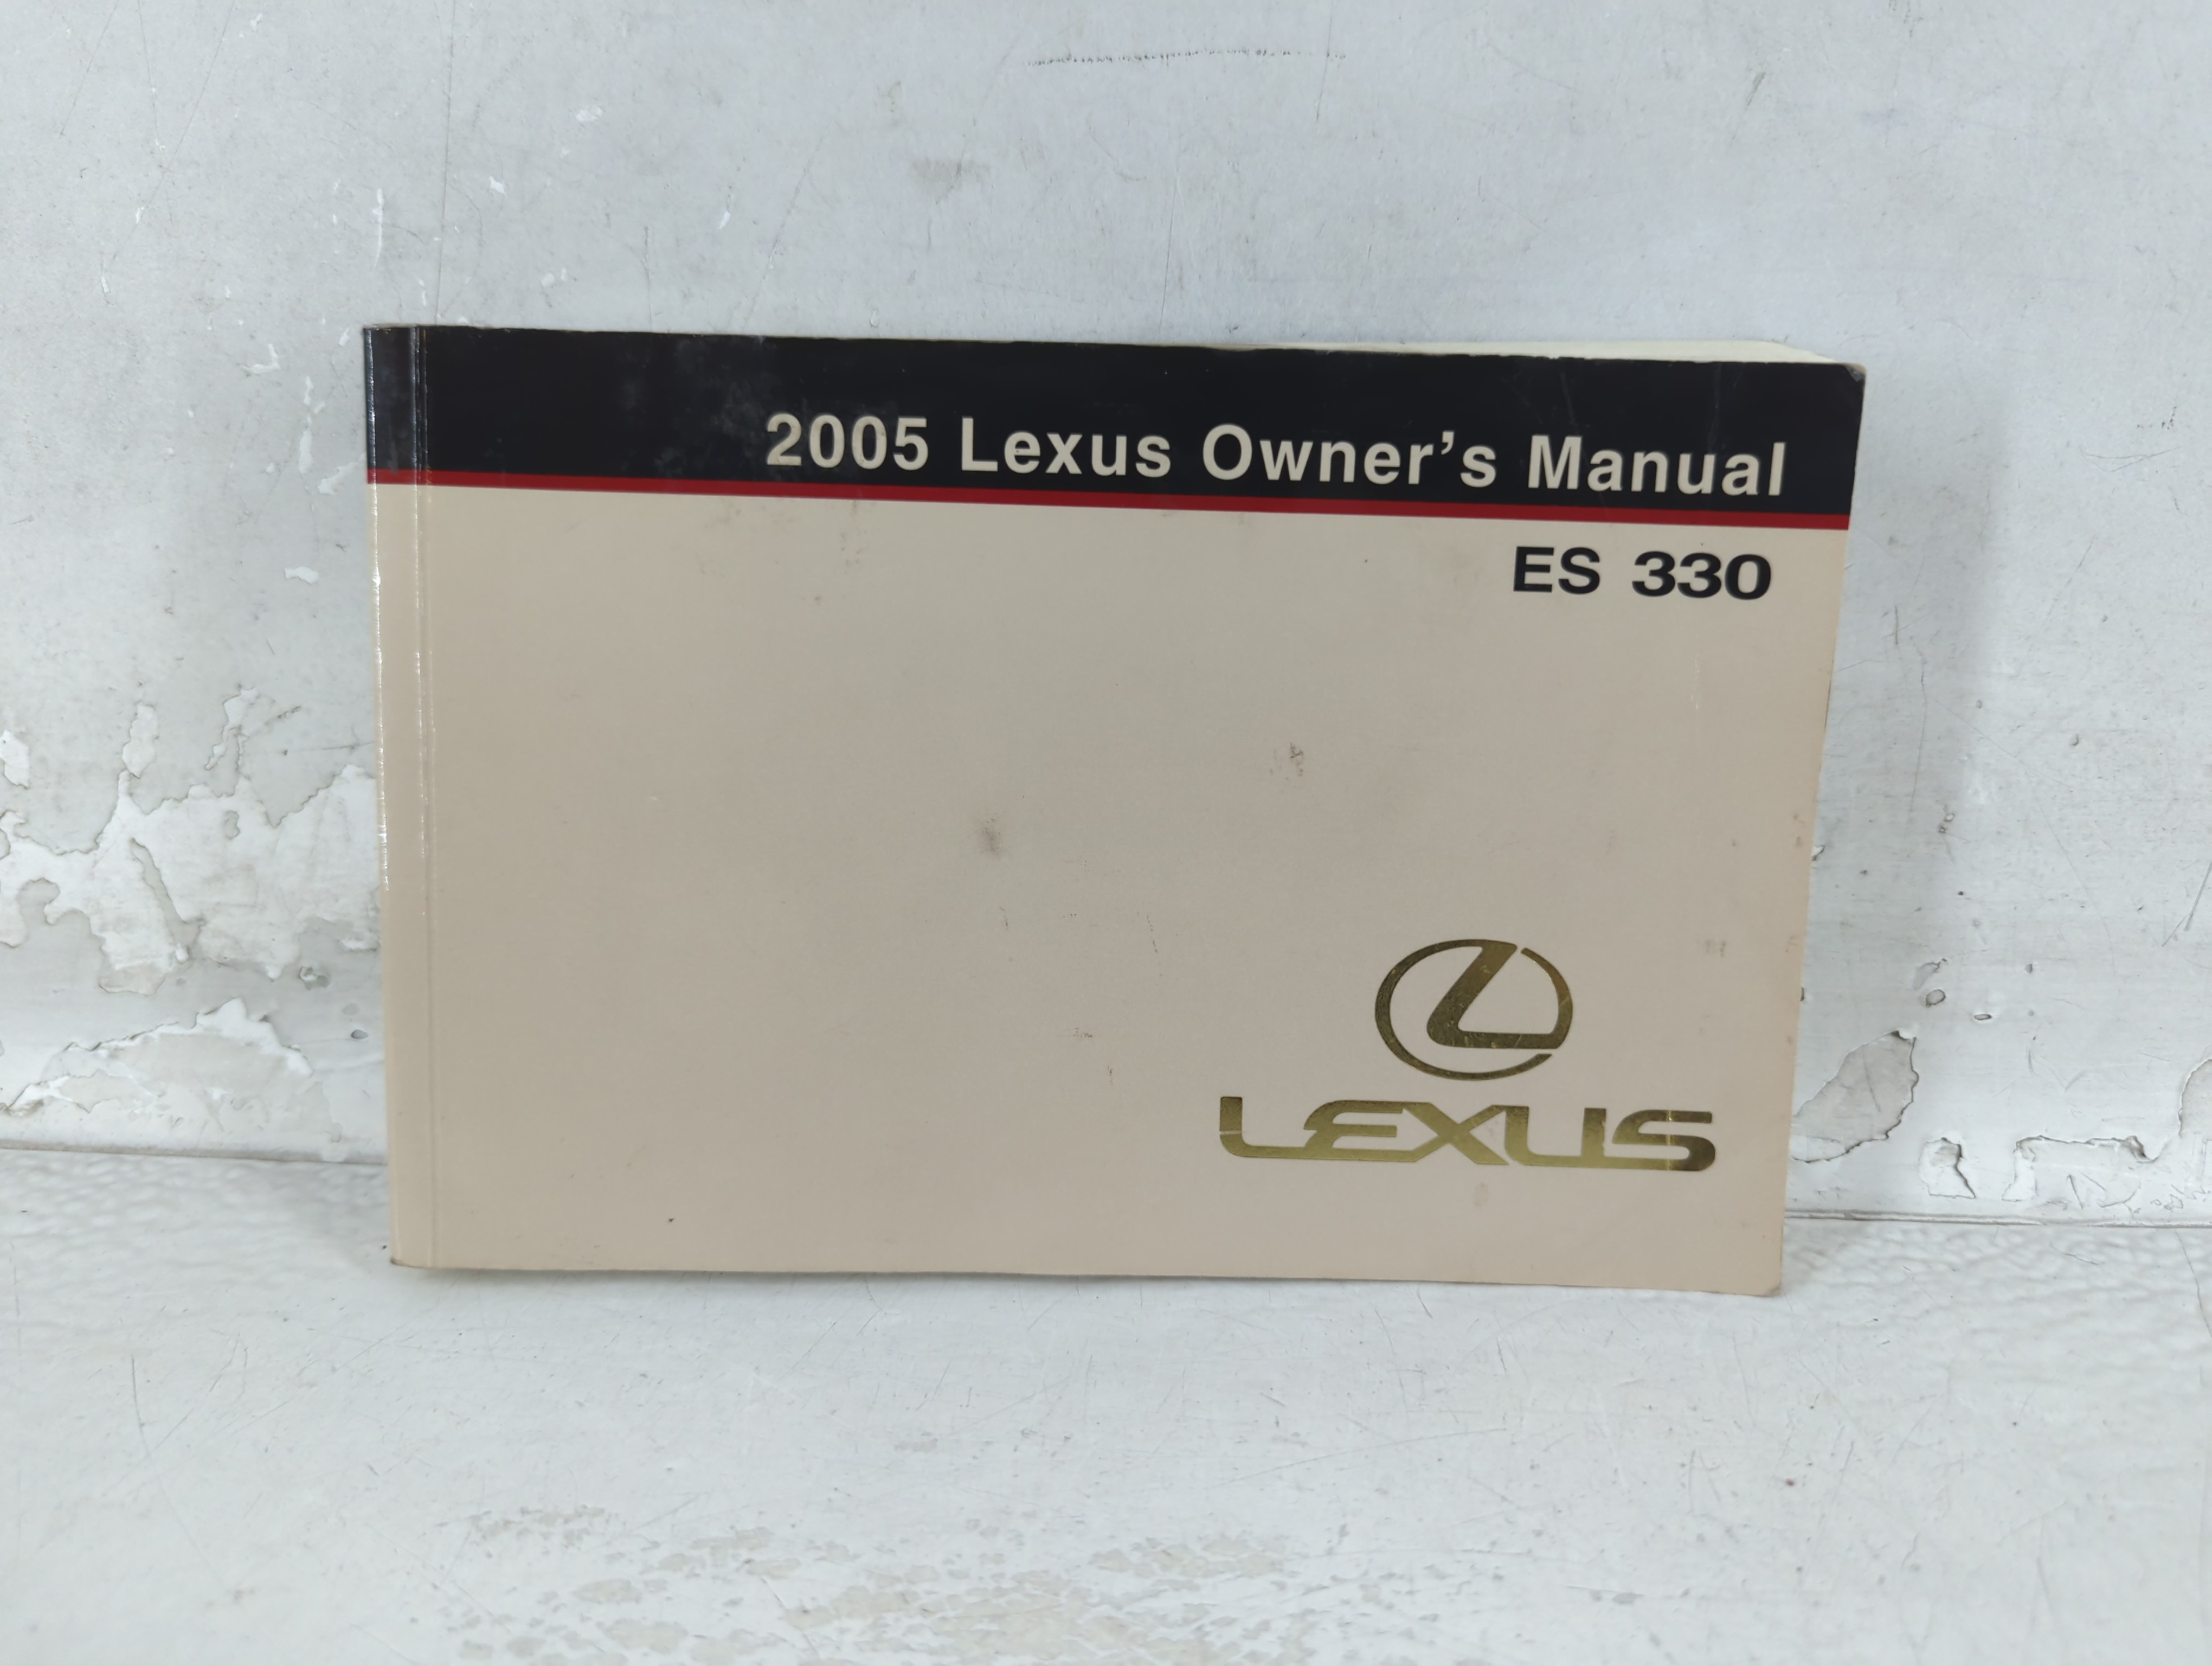 2005 Lexus Owner's Manual
ES 330
LEXUS